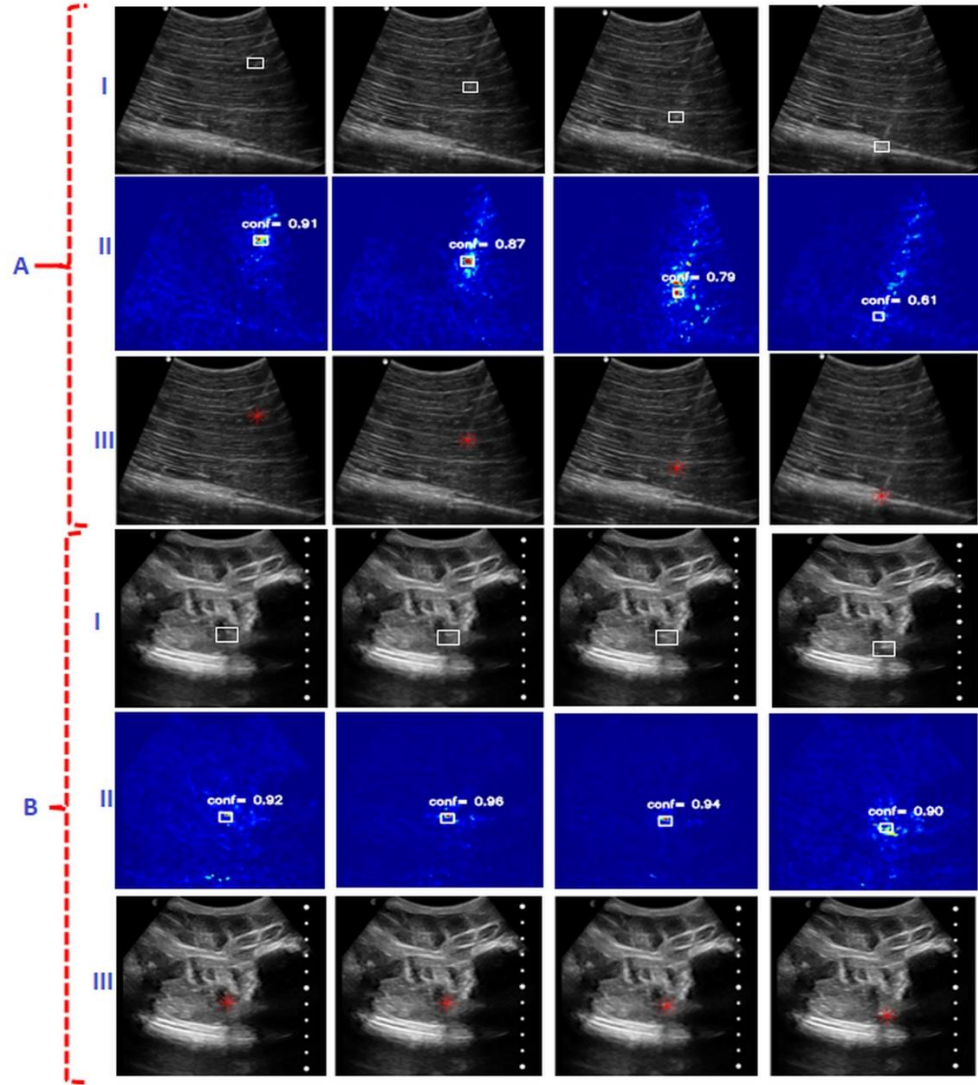 A
I
II
conf= 0.91
conf= 0.87
conf= 0.79
conf= 0.61
III
B
I
II
conf= 0.92
conf= 0.96
conf= 0.94
conf= 0.90
III